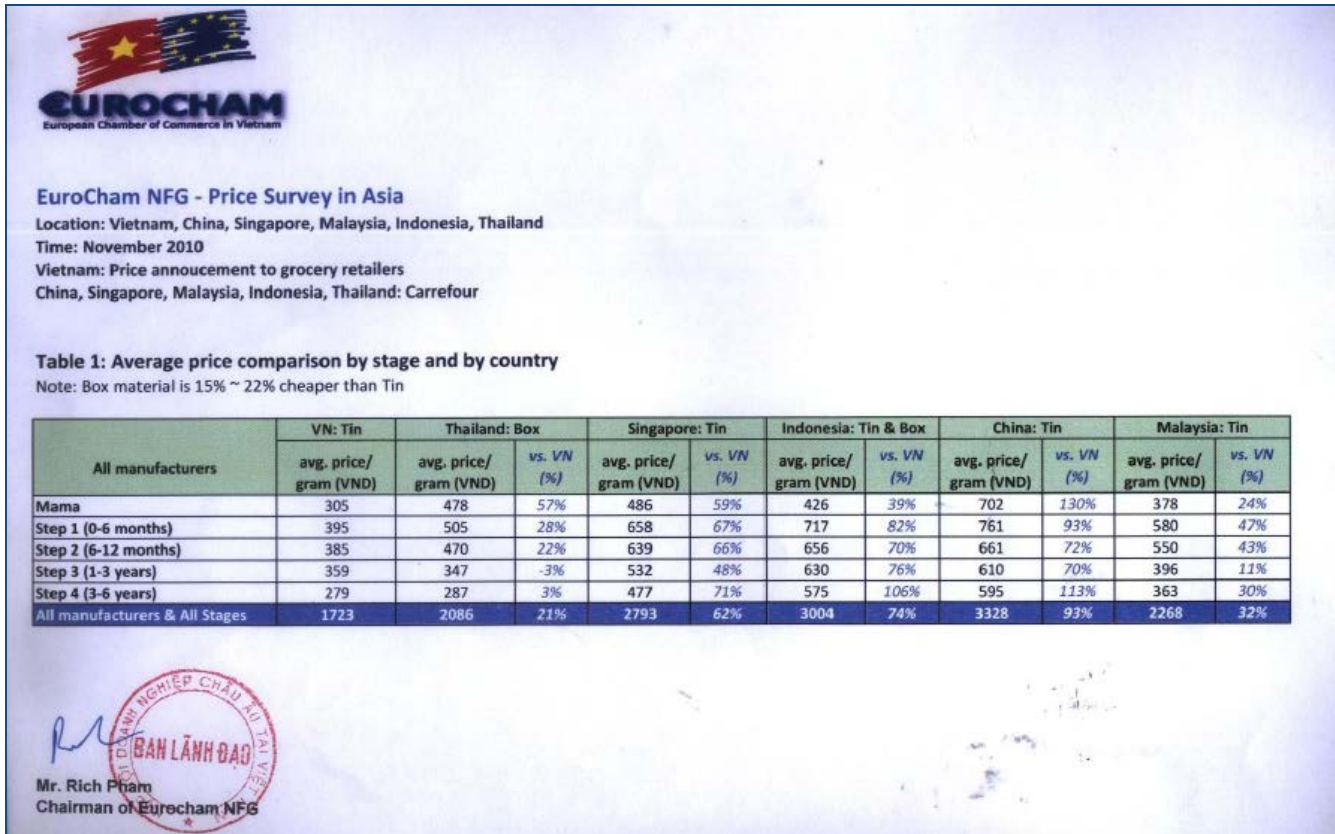 EUROCHAM
European Chamber of Commerce in Vietnam
EuroCham NFG - Price Survey in Asia
Location: Vietnam, China, Singapore, Malaysia, Indonesia, Thailand
Time: November 2010
Vietnam: Price annoucement to grocery retailers
China, Singapore, Malaysia, Indonesia, Thailand: Carrefour
Table 1: Average price comparison by stage and by country
Note: Box material is 15% ~ 22% cheaper than Tin
All manufacturers VN: Tin Thailand: Box Singapore: Tin Indonesia: Tin & Box China: Tin Malaysia: Tin
avg. price/ gram (VND) avg. price/ gram (VND) vs. VN (%) avg. price/ gram (VND) vs. VN (%) avg. price/ gram (VND) vs. VN (%) avg. price/ gram (VND) vs. VN (%) avg. price/ gram (VND) vs. VN (%)
Mama 305 478 57% 486 59% 426 39% 702 130% 378 24%
Step 1 (0-6 months) 395 505 28% 658 67% 717 82% 761 93% 580 47%
Step 2 (6-12 months) 385 470 22% 639 66% 656 70% 661 72% 550 43%
Step 3 (1-3 years) 359 347 -3% 532 48% 630 76% 610 70% 396 11%
Step 4 (3-6 years) 279 287 3% 477 71% 575 106% 595 113% 363 30%
All manufacturers & All Stages 1723 2086 21% 2793 62% 3004 74% 3328 93% 2268 32%
DOANH NGHIỆP CHÂU ÂU TẠI VIỆT
BAN LÃNH ĐẠO
Mr. Rich Pham
Chairman of Eurocham NFG